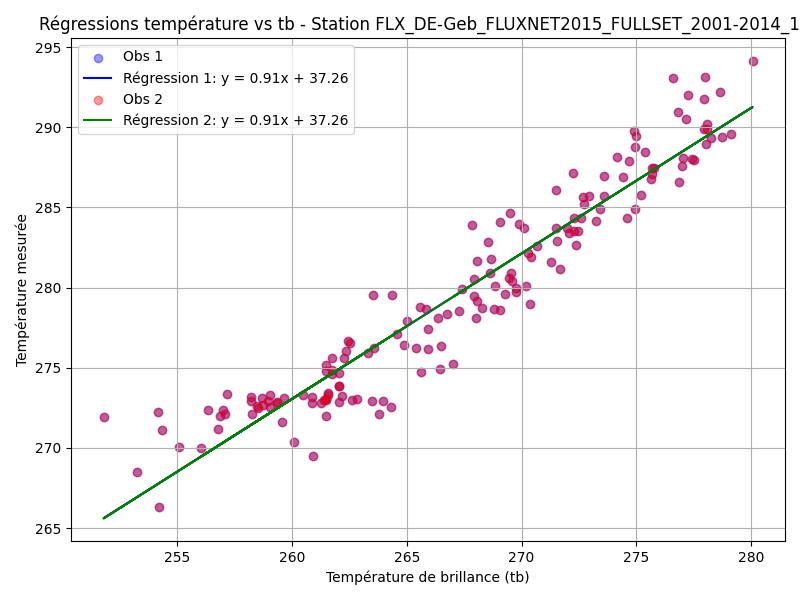 Régressions température vs tb - Station FLX_DE-Geb_FLUXNET2015_FULLSET_2001-2014_1
Obs 1
Régression 1: y = 0.91x + 37.26
Obs 2
Régression 2: y = 0.91x + 37.26
295
290
285
280
275
270
265
Température mesurée
255
260
265
270
275
280
Température de brillance (tb)